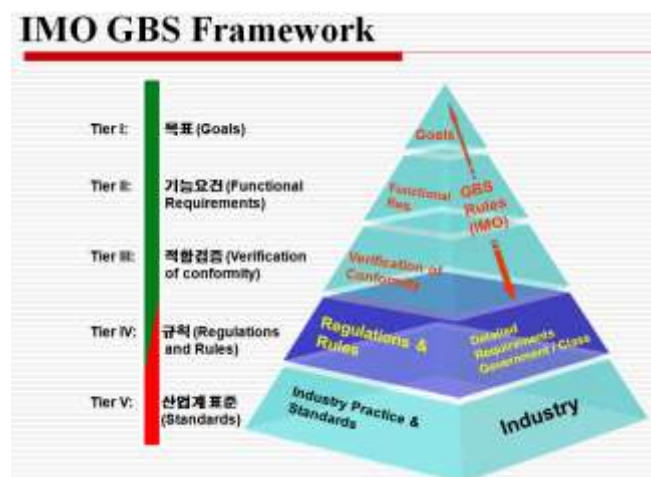 IMO GBS Framework
Tier I: 목표 (Goals)
Tier II: 기능요건 (Functional
Requirements)
Tier III: 적합검증 (Verification
of conformity)
Tier IV: 규칙 (Regulations
and Rules)
Tier V: 산업계 표준
(Standards)
Goals
Functional
Req.
GBS
Rules
(IMO)
Verification of
Conformity
Regulations &
Rules
Detailed
Requirements
Government / Class
Industry Practice &
Standards
Industry